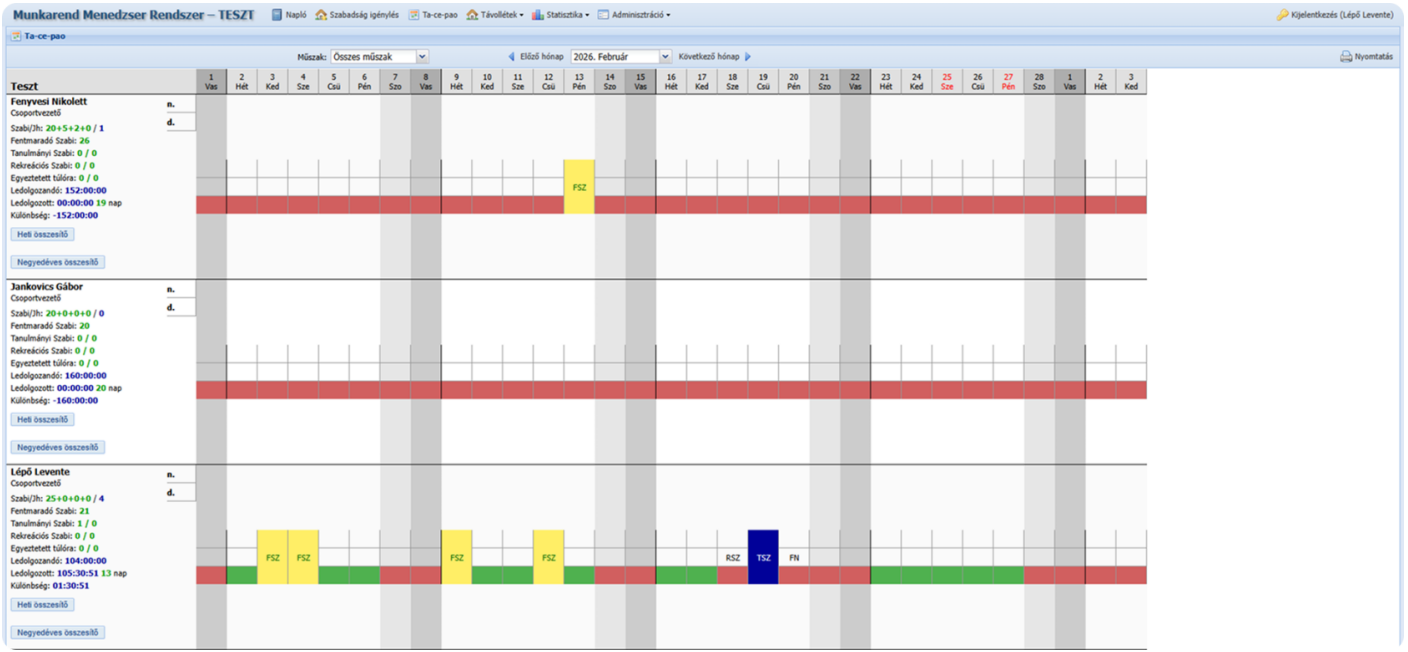 Munkarend Menedzser Rendszer – TESZT Napló Szabadság igénylés Ta-ce-pao Távollétek Statisztika Adminisztráció Kijelentkezés (Lépő Levente)
Ta-ce-pao
Műszak: Összes műszak Előző hónap 2026. Február Következő hónap Nyomtatás
1 2 3 4 5 6 7 8 9 10 11 12 13 14 15 16 17 18 19 20 21 22 23 24 25 26 27 28 1 2 3
Teszt Vas Hét Ked Sze Csü Pén Szo Vas Hét Ked Sze Csü Pén Szo Vas Hét Ked Sze Csü Pén Szo Vas Hét Ked Sze Csü Pén Szo Vas Hét Ked
Fenyvesi Nikolett n.
Csoportvezető
d.
Szabi/Jh: 20+5+2+0 / 1
Fentmaradó Szabi: 26
Tanulmányi Szabi: 0 / 0
Rekreációs Szabi: 0 / 0
Egyeztetett túlóra: 0 / 0
FSZ
Ledolgozandó: 152:00:00
Ledolgozott: 00:00:00 19 nap
Különbség: -152:00:00
Heti összesítő
Negyedéves összesítő
Jankovics Gábor n.
Csoportvezető
d.
Szabi/Jh: 20+0+0+0 / 0
Fentmaradó Szabi: 20
Tanulmányi Szabi: 0 / 0
Rekreációs Szabi: 0 / 0
Egyeztetett túlóra: 0 / 0
Ledolgozandó: 160:00:00
Ledolgozott: 00:00:00 20 nap
Különbség: -160:00:00
Heti összesítő
Negyedéves összesítő
Lépő Levente n.
Csoportvezető
d.
Szabi/Jh: 25+0+0+0 / 4
Fentmaradó Szabi: 21
Tanulmányi Szabi: 1 / 0
Rekreációs Szabi: 0 / 0
Egyeztetett túlóra: 0 / 0
FSZ FSZ FSZ FSZ RSZ TSZ FN
Ledolgozandó: 104:00:00
Ledolgozott: 105:30:51 13 nap
Különbség: 01:30:51
Heti összesítő
Negyedéves összesítő